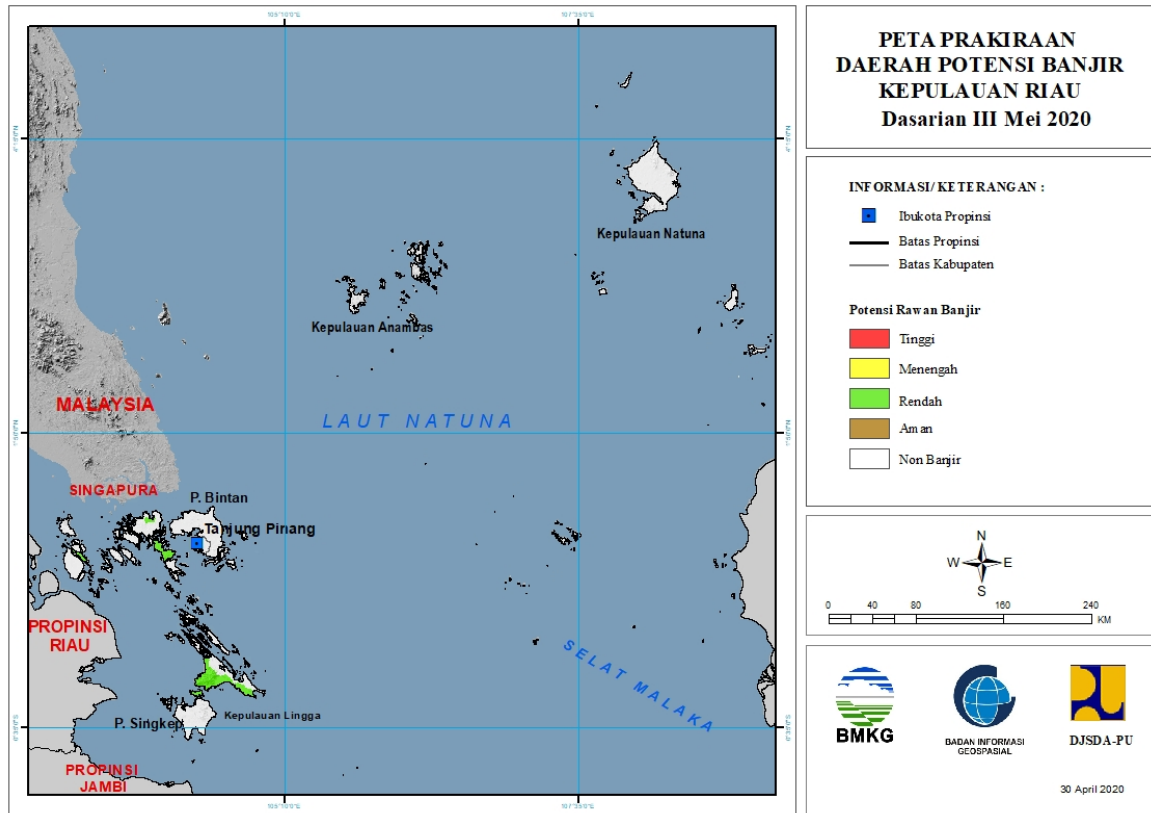 PETA PRAKIRAAN
DAERAH POTENSI BANJIR
KEPULAUAN RIAU
Dasarian III Mei 2020
INFORMASI/ KETERANGAN :
Ibukota Propinsi
Batas Propinsi
Batas Kabupaten
Potensi Rawan Banjir
Tinggi
Menengah
Rendah
Aman
Non Banjir
N
W E
S
0 40 80 160 240
KM
BMKG
BADAN INFORMASI
GEOSPASIAL
DJSDA-PU
30 April 2020
Kepulauan Natuna
Kepulauan Anambas
MALAYSIA
LAUT NATUNA
SINGAPURA
P. Bintan
Tanjung Pinang
PROPINSI
RIAU
SELAT MALAKA
P. Singkep
Kepulauan Lingga
PROPINSI
JAMBI